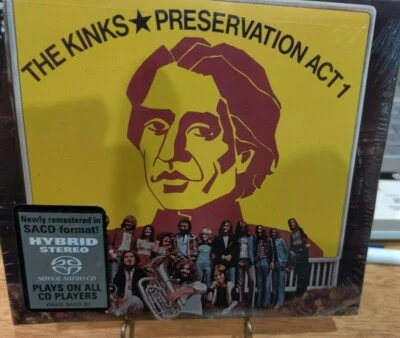 THE KINKS★PRESERVATION ACT 1
Newly remastered in
SACD format!
HYBRID
STEREO
SUPER AUDIO CD
PLAYS ON ALL
CD PLAYERS